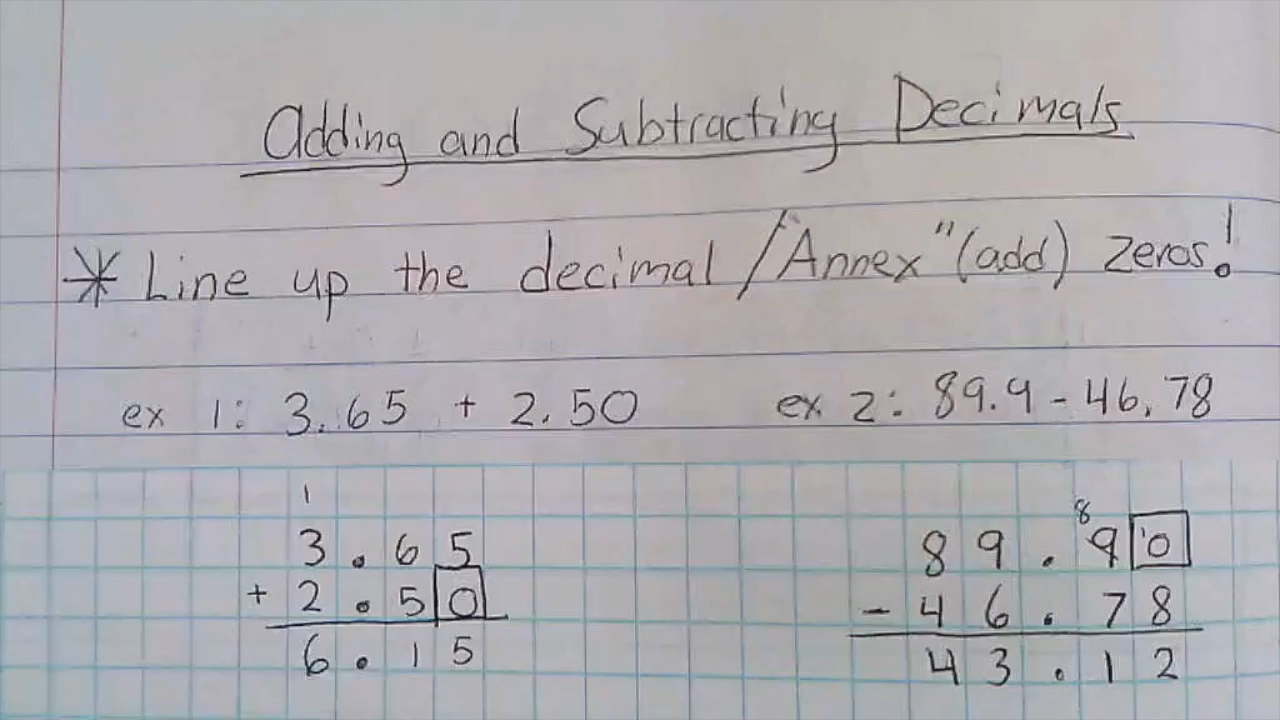 Adding and Subtracting Decimals
* Line up the decimal / "Annex" (add) zeros!
ex 1: 3.65 + 2.50 ex 2: 89.9 - 46.78
1 8
3.65 89.90
+ 2.50 - 46.78
6.15 43.12